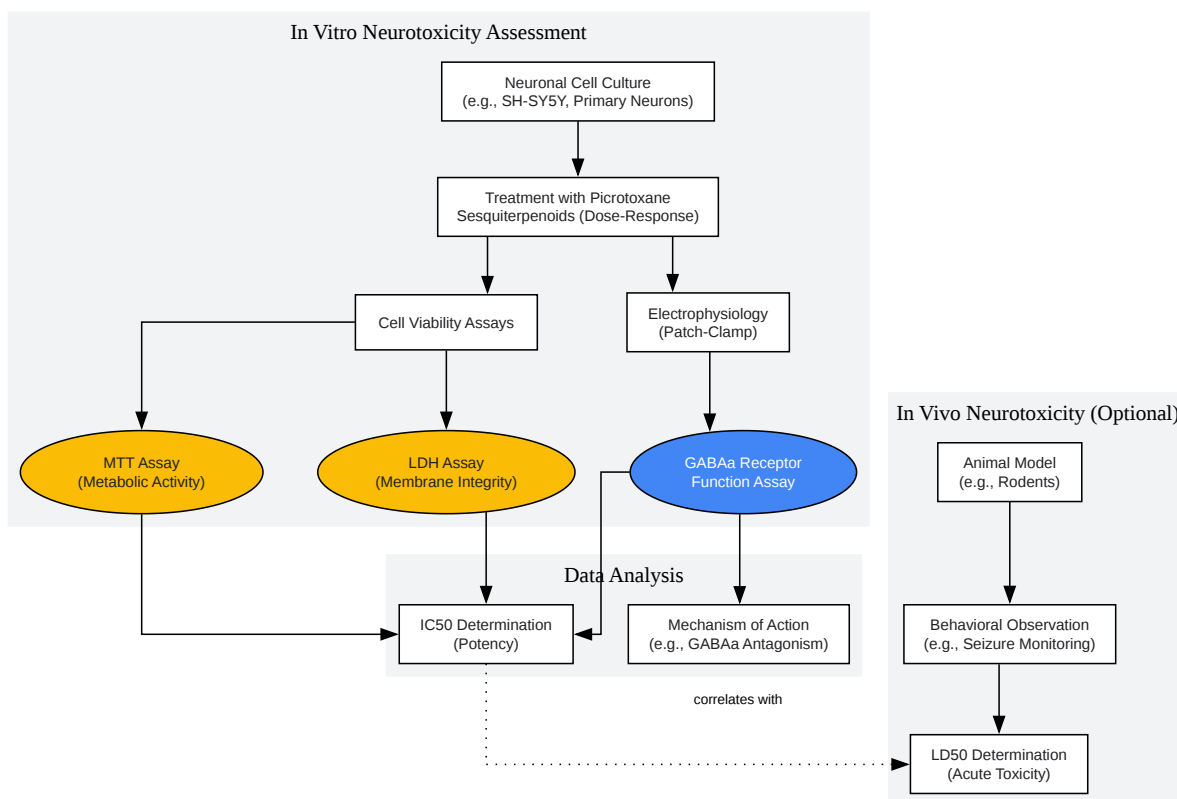 In Vitro Neurotoxicity Assessment
Neuronal Cell Culture
(e.g., SH-SY5Y, Primary Neurons)
Treatment with Picrotoxane
Sesquiterpenoids (Dose-Response)
Cell Viability Assays
Electrophysiology
(Patch-Clamp)
MTT Assay
(Metabolic Activity)
LDH Assay
(Membrane Integrity)
GABAa Receptor
Function Assay
Data Analysis
IC50 Determination
(Potency)
Mechanism of Action
(e.g., GABAa Antagonism)
correlates with
In Vivo Neurotoxicity (Optional)
Animal Model
(e.g., Rodents)
Behavioral Observation
(e.g., Seizure Monitoring)
LD50 Determination
(Acute Toxicity)